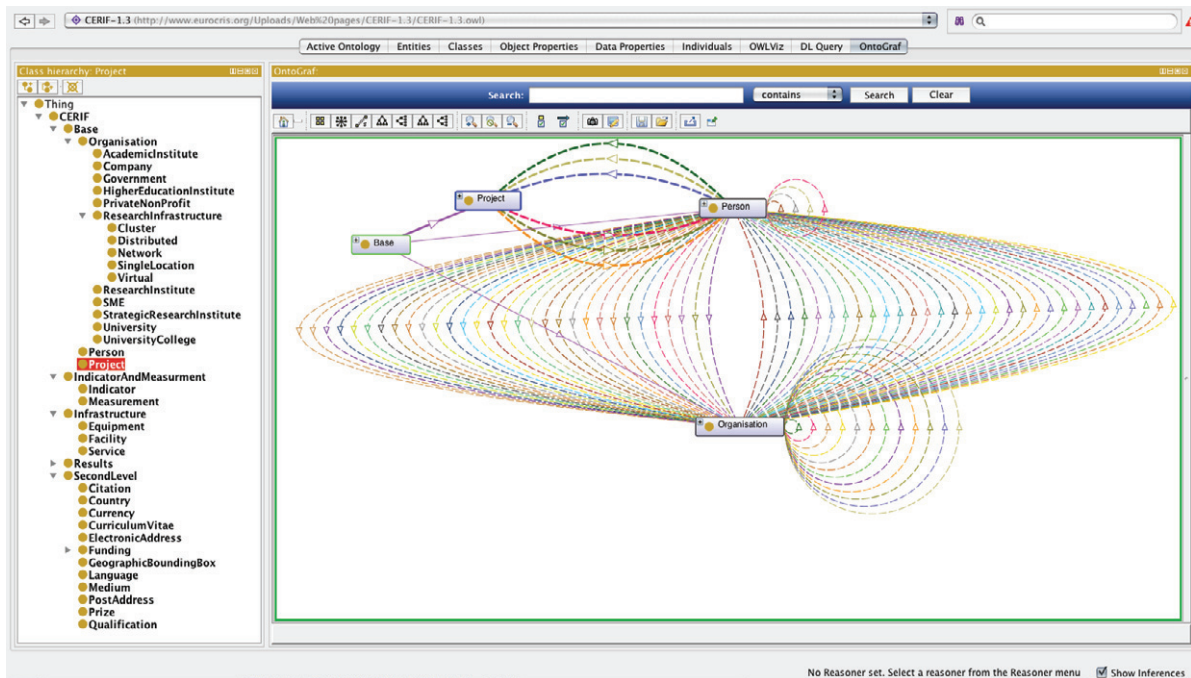 CERIF-1.3 (http://www.eurocris.org/Uploads/Web%20pages/CERIF-1.3/CERIF-1.3.owl)
Active Ontology Entities Classes Object Properties Data Properties Individuals OWLViz DL Query OntoGraf
Class hierarchy: Project
Thing
CERIF
Base
Organisation
AcademicInstitute
Company
Government
HigherEducationInstitute
PrivateNonProfit
ResearchInfrastructure
Cluster
Distributed
Network
SingleLocation
Virtual
ResearchInstitute
SME
StrategicResearchInstitute
University
UniversityCollege
Person
Project
IndicatorAndMeasurment
Indicator
Measurement
Infrastructure
Equipment
Facility
Service
Results
SecondLevel
Citation
Country
Currency
CurriculumVitae
ElectronicAddress
Funding
GeographicBoundingBox
Language
Medium
PostAddress
Prize
Qualification
OntoGraf:
Search: contains Search Clear
Project
Person
Base
Organisation
No Reasoner set. Select a reasoner from the Reasoner menu Show Inferences